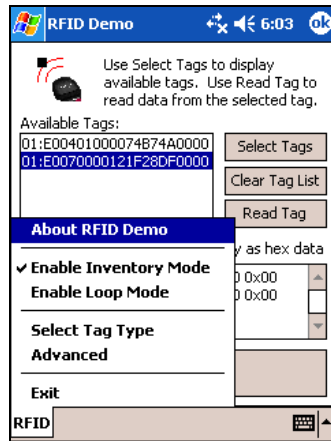 RFID Demo 6:03 ok
Use Select Tags to display
available tags. Use Read Tag to
read data from the selected tag.
Available Tags:
01:E00401000074B74A0000
01:E0070000121F28DF0000
Select Tags
Clear Tag List
Read Tag
About RFID Demo
y as hex data
✓ Enable Inventory Mode
0 0x00
Enable Loop Mode
0 0x00
Select Tag Type
Advanced
Exit
RFID